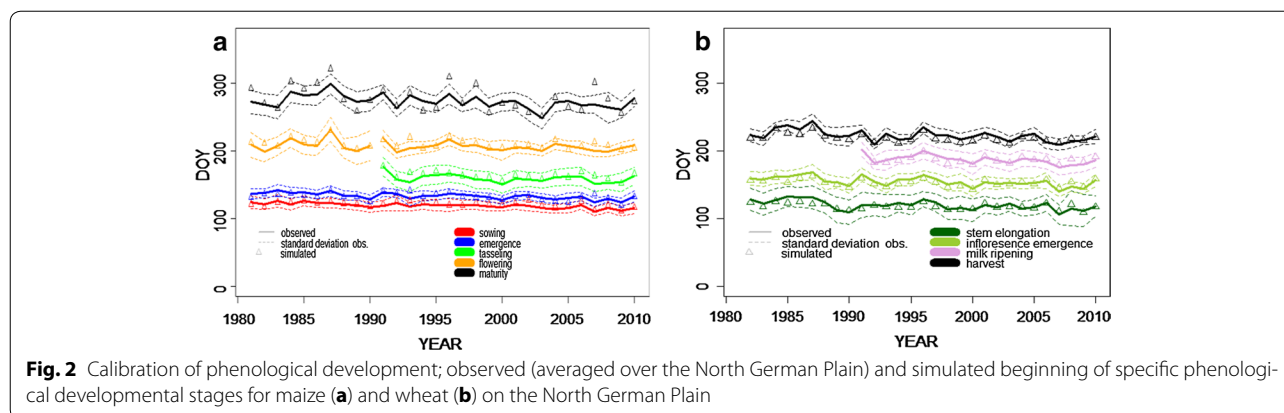 a
300
200
100
0
DOY
observed
standard deviation obs.
simulated
sowing
emergence
tasseling
flowering
maturity
1980 1985 1990 1995 2000 2005 2010
YEAR
b
300
200
100
0
DOY
observed
standard deviation obs.
simulated
stem elongation
infloresence emergence
milk ripening
harvest
1980 1985 1990 1995 2000 2005 2010
YEAR
Fig. 2 Calibration of phenological development; observed (averaged over the North German Plain) and simulated beginning of specific phenologi-
cal developmental stages for maize (a) and wheat (b) on the North German Plain